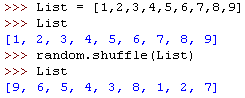 >>> List = [1,2,3,4,5,6,7,8,9]
>>> List
[1, 2, 3, 4, 5, 6, 7, 8, 9]
>>> random.shuffle(List)
>>> List
[9, 6, 5, 4, 3, 8, 1, 2, 7]